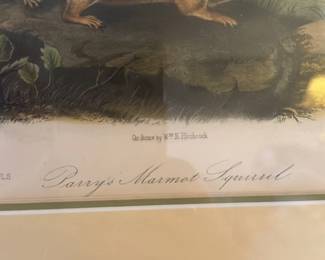 On Stone by Wm. E. Hitchcock
Parry's Marmot Squirrel